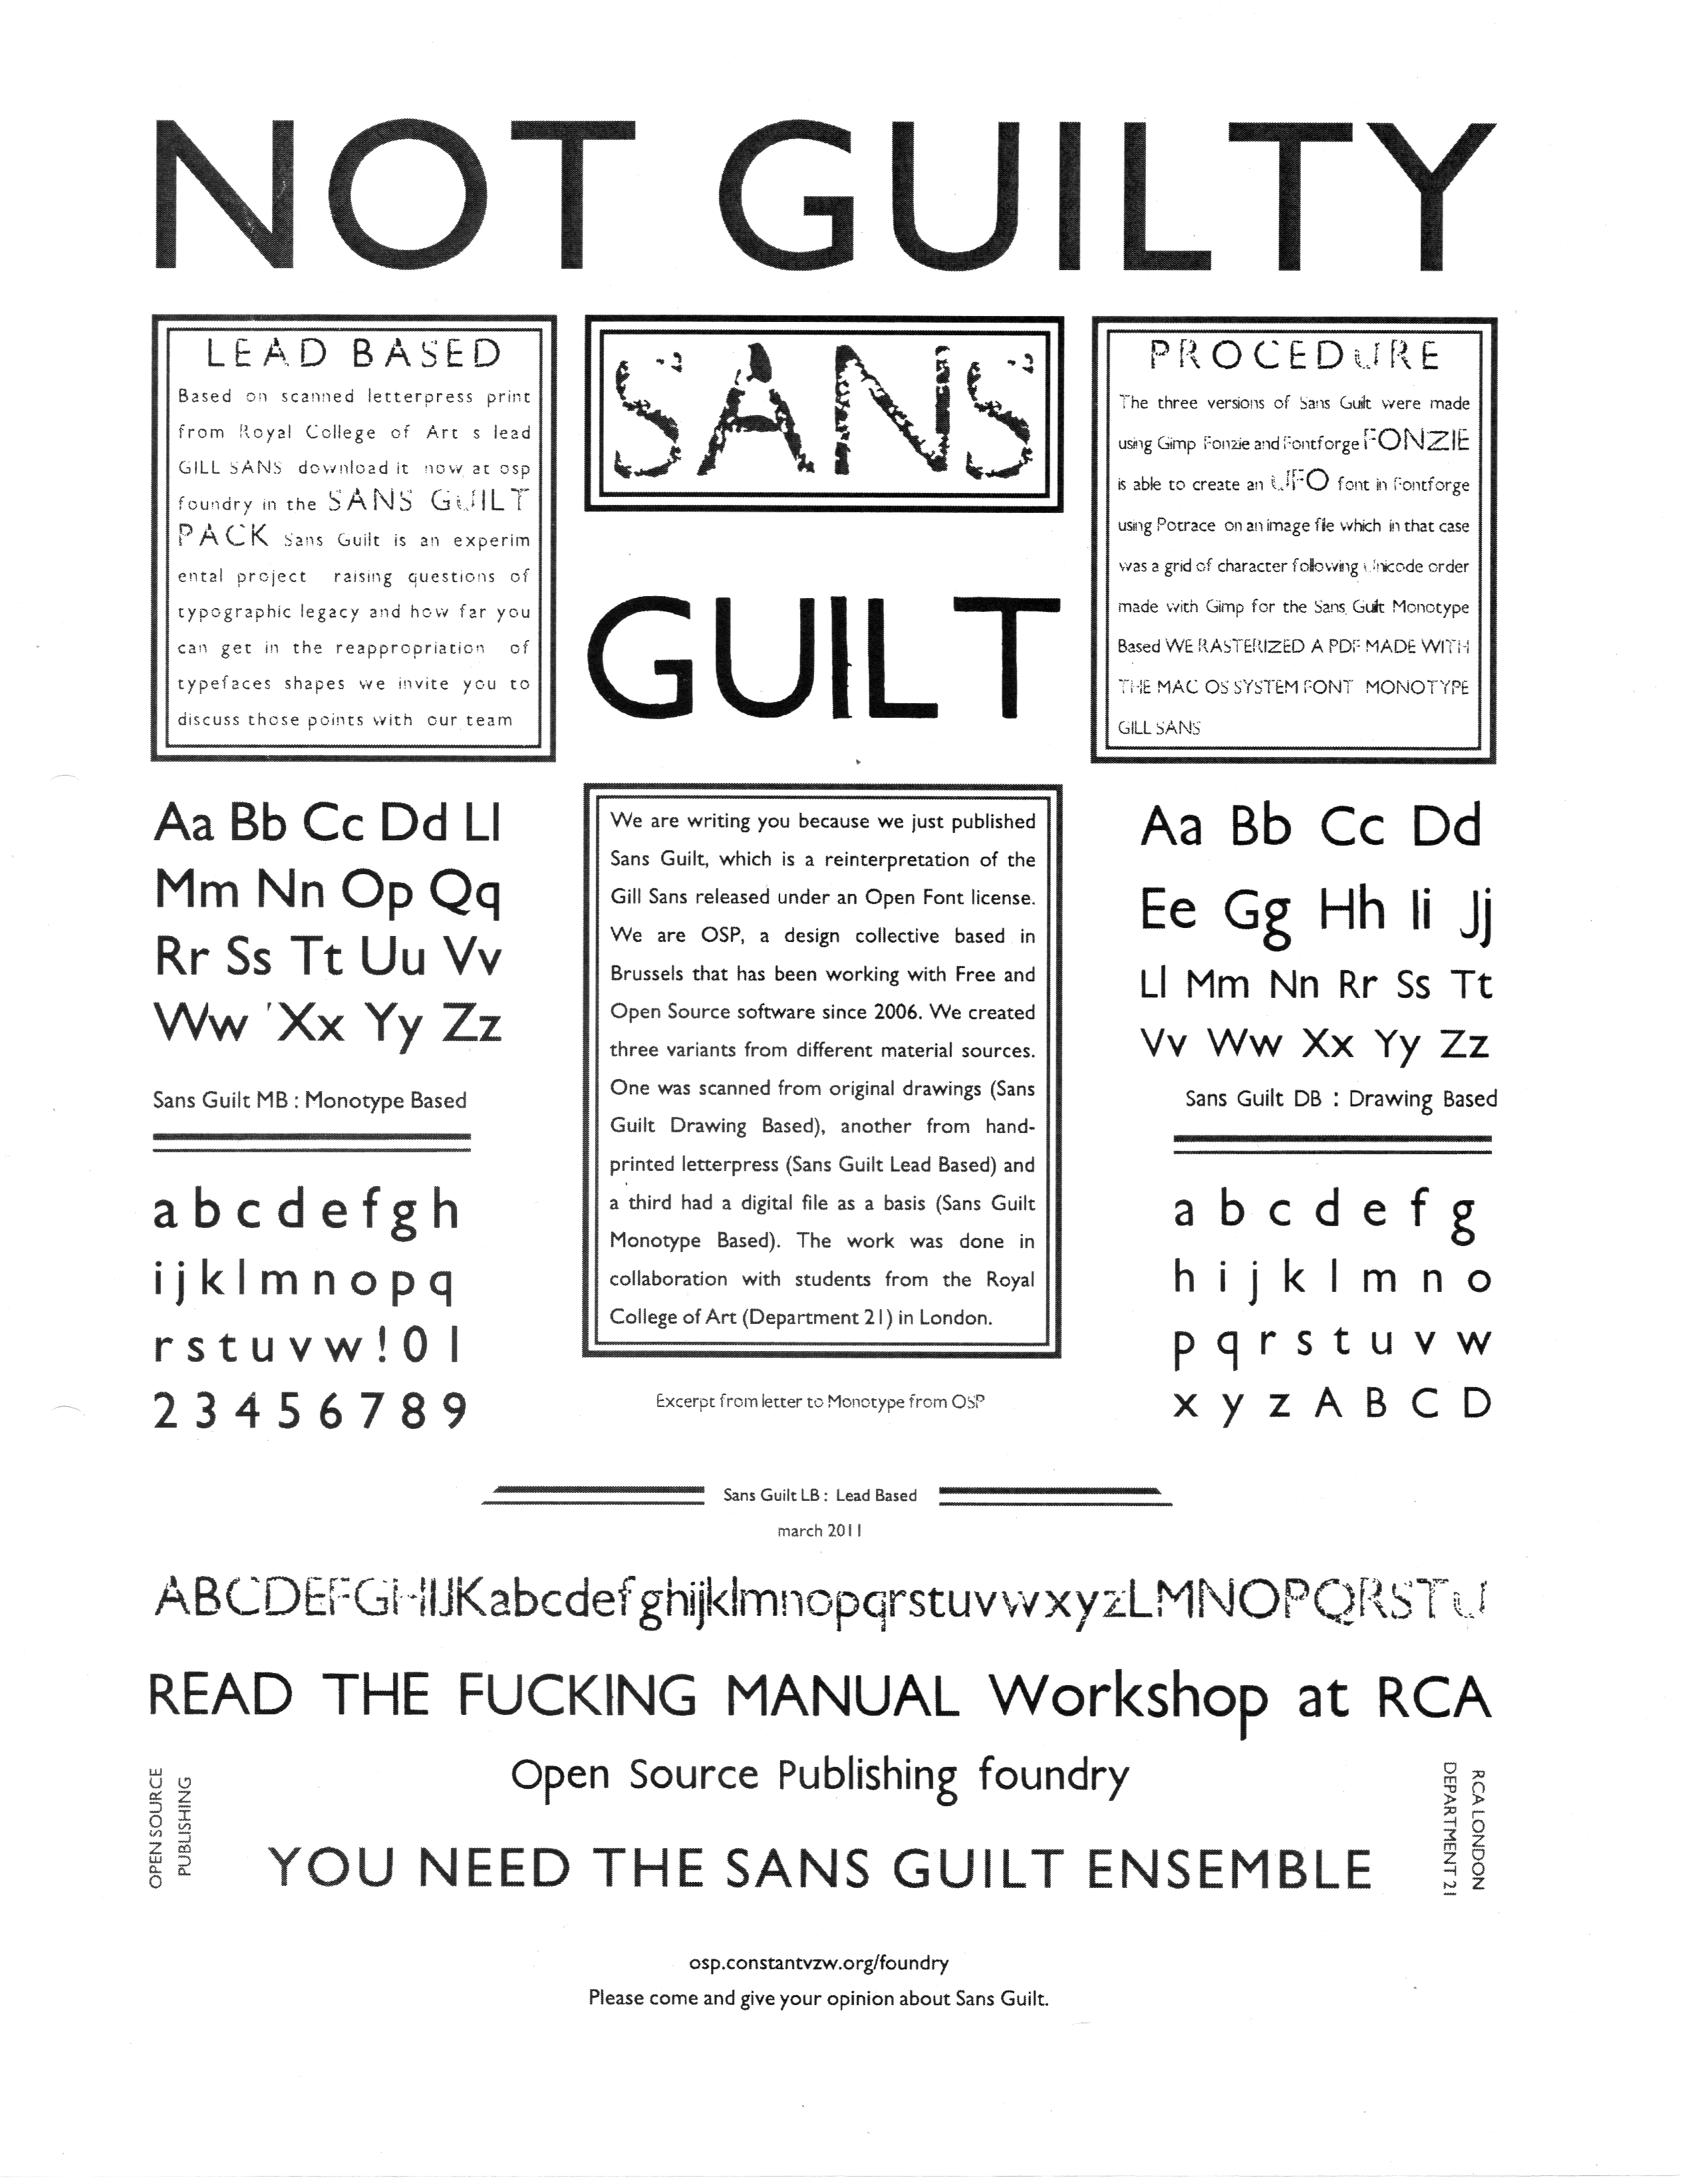 NOT GUILTY
LEAD BASED
Based on scanned letterpress print
from Royal College of Art s lead
GILL SANS download it now at osp
foundry in the SANS GUILT
PACK Sans Guilt is an experim
ental project raising questions of
typographic legacy and how far you
can get in the reappropriation of
typefaces shapes we invite you to
discuss those points with our team
SANS
GUILT
PROCEDURE
The three versions of Sans Guilt were made
using Gimp Fonzie and Fontforge FONZIE
is able to create an UFO font in Fontforge
using Potrace on an image file which in that case
was a grid of character following Unicode order
made with Gimp for the Sans Guilt Monotype
Based WE RASTERIZED A PDF MADE WITH
THE MAC OS SYSTEM FONT MONOTYPE
GILL SANS
Aa Bb Cc Dd Ll
Mm Nn Op Qq
Rr Ss Tt Uu Vv
Ww 'Xx Yy Zz
Sans Guilt MB : Monotype Based
a b c d e f g h
i j k l m n o p q
r s t u v w ! 0 1
2 3 4 5 6 7 8 9
We are writing you because we just published
Sans Guilt, which is a reinterpretation of the
Gill Sans released under an Open Font license.
We are OSP, a design collective based in
Brussels that has been working with Free and
Open Source software since 2006. We created
three variants from different material sources.
One was scanned from original drawings (Sans
Guilt Drawing Based), another from hand-
printed letterpress (Sans Guilt Lead Based) and
a third had a digital file as a basis (Sans Guilt
Monotype Based). The work was done in
collaboration with students from the Royal
College of Art (Department 21) in London.
Excerpt from letter to Monotype from OSP
Aa Bb Cc Dd
Ee Gg Hh Ii Jj
Ll Mm Nn Rr Ss Tt
Vv Ww Xx Yy Zz
Sans Guilt DB : Drawing Based
a b c d e f g
h i j k l m n o
p q r s t u v w
x y z A B C D
Sans Guilt LB : Lead Based
march 2011
ABCDEFGHIJKabcdefghijklmnopqrstuvwxyzLMNOPQRSTU
READ THE FUCKING MANUAL Workshop at RCA
Open Source Publishing foundry
OPEN SOURCE
PUBLISHING
YOU NEED THE SANS GUILT ENSEMBLE
RCA LONDON
DEPARTMENT 21
osp.constantvzw.org/foundry
Please come and give your opinion about Sans Guilt.